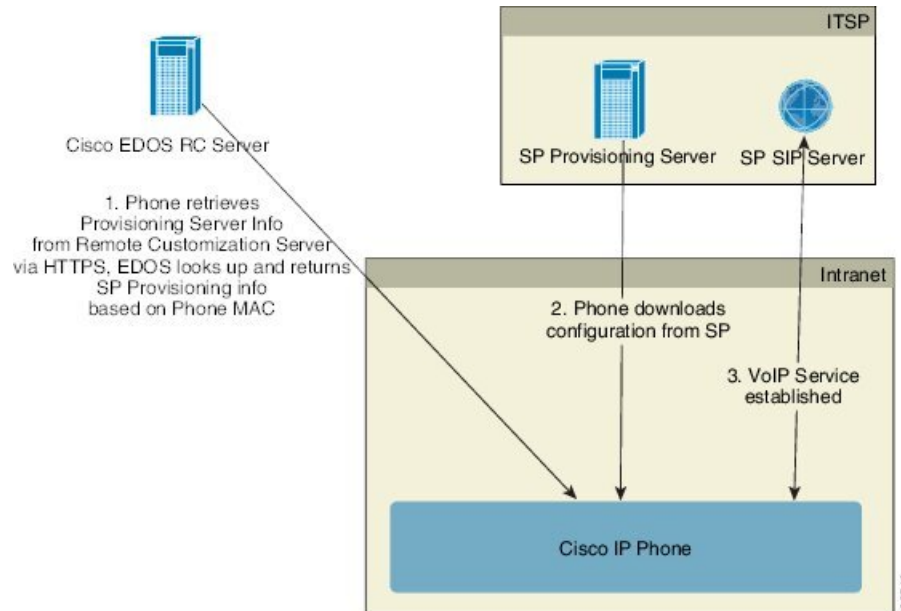 ITSP
Cisco EDOS RC Server
SP Provisioning Server
SP SIP Server
1. Phone retrieves
Provisioning Server Info
from Remote Customization Server
via HTTPS, EDOS looks up and returns
SP Provisioning info
based on Phone MAC
Intranet
2. Phone downloads
configuration from SP
3. VoIP Service
established
Cisco IP Phone